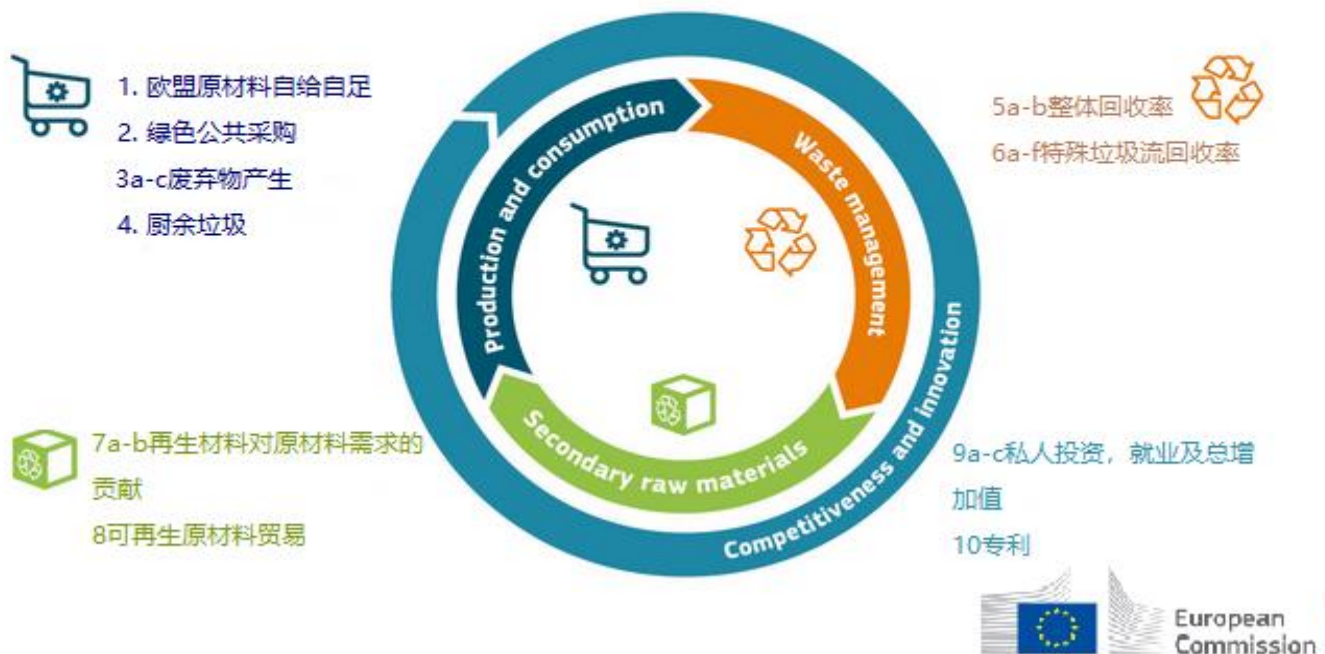 1. 欧盟原材料自给自足
2. 绿色公共采购
3a-c废弃物产生
4. 厨余垃圾
5a-b整体回收率
6a-f特殊垃圾流回收率
Production and consumption
Waste management
Secondary raw materials
Competitiveness and innovation
7a-b再生材料对原材料需求的
贡献
8可再生原材料贸易
9a-c私人投资，就业及总增
加值
10专利
European
Commission